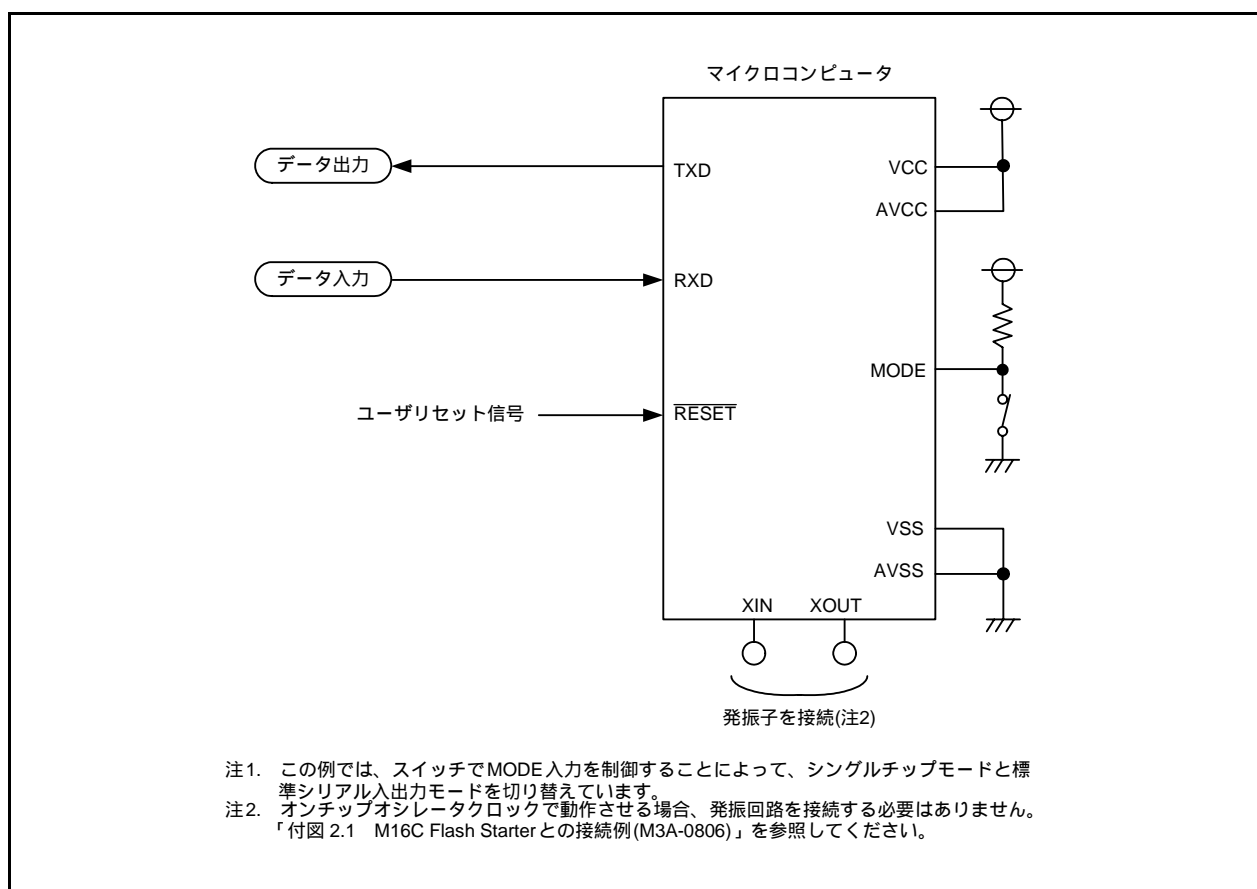 マイクロコンピュータ
データ出力
TXD
VCC
AVCC
データ入力
RXD
MODE
ユーザリセット信号
RESET
VSS
AVSS
XIN
XOUT
発振子を接続(注2)
注1. この例では、スイッチでMODE入力を制御することによって、シングルチップモードと標
準シリアル入出力モードを切り替えています。
注2. オンチップオシレータクロックで動作させる場合、発振回路を接続する必要はありません。
「付図 2.1 M16C Flash Starterとの接続例(M3A-0806)」を参照してください。